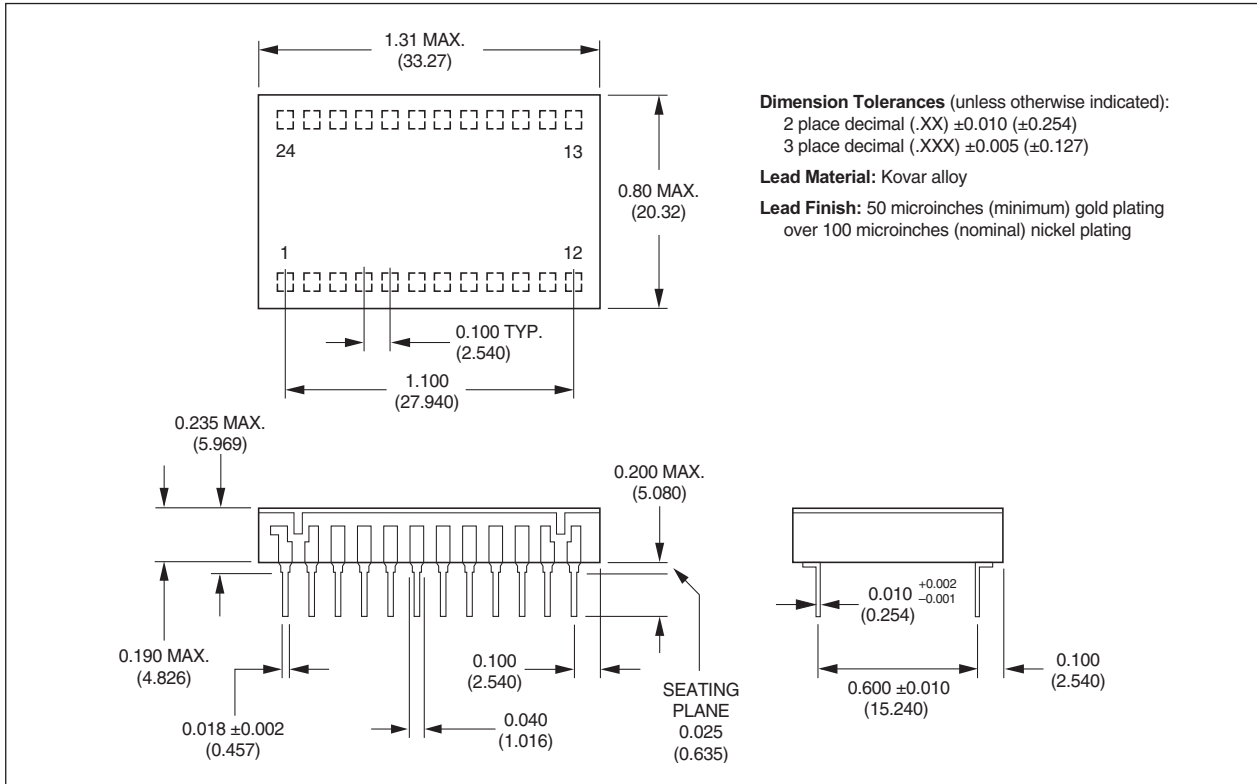 1.31 MAX.
(33.27)
24
13
1
12
0.80 MAX.
(20.32)
0.100 TYP.
(2.540)
1.100
(27.940)
Dimension Tolerances (unless otherwise indicated):
2 place decimal (.XX) ±0.010 (±0.254)
3 place decimal (.XXX) ±0.005 (±0.127)
Lead Material: Kovar alloy
Lead Finish: 50 microinches (minimum) gold plating
over 100 microinches (nominal) nickel plating
0.235 MAX.
(5.969)
0.200 MAX.
(5.080)
0.190 MAX.
(4.826)
0.018 ±0.002
(0.457)
0.040
(1.016)
0.100
(2.540)
SEATING
PLANE
0.025
(0.635)
0.010 +0.002
–0.001
(0.254)
0.600 ±0.010
(15.240)
0.100
(2.540)